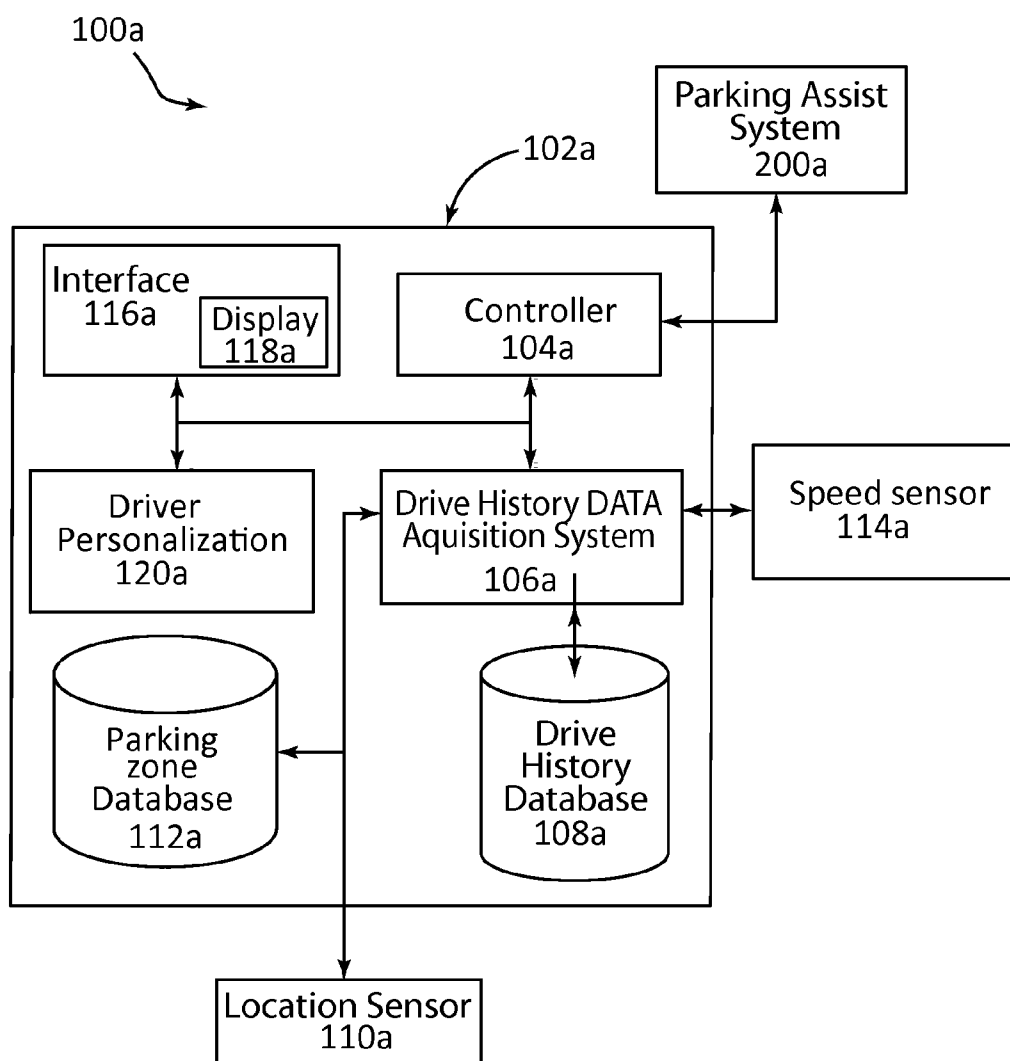 100a
Parking Assist
System
200a
102a
Interface
116a
Display
118a
Controller
104a
Driver
Personalization
120a
Drive History DATA
Aquisition System
106a
Speed sensor
114a
Parking
zone
Database
112a
Drive
History
Database
108a
Location Sensor
110a